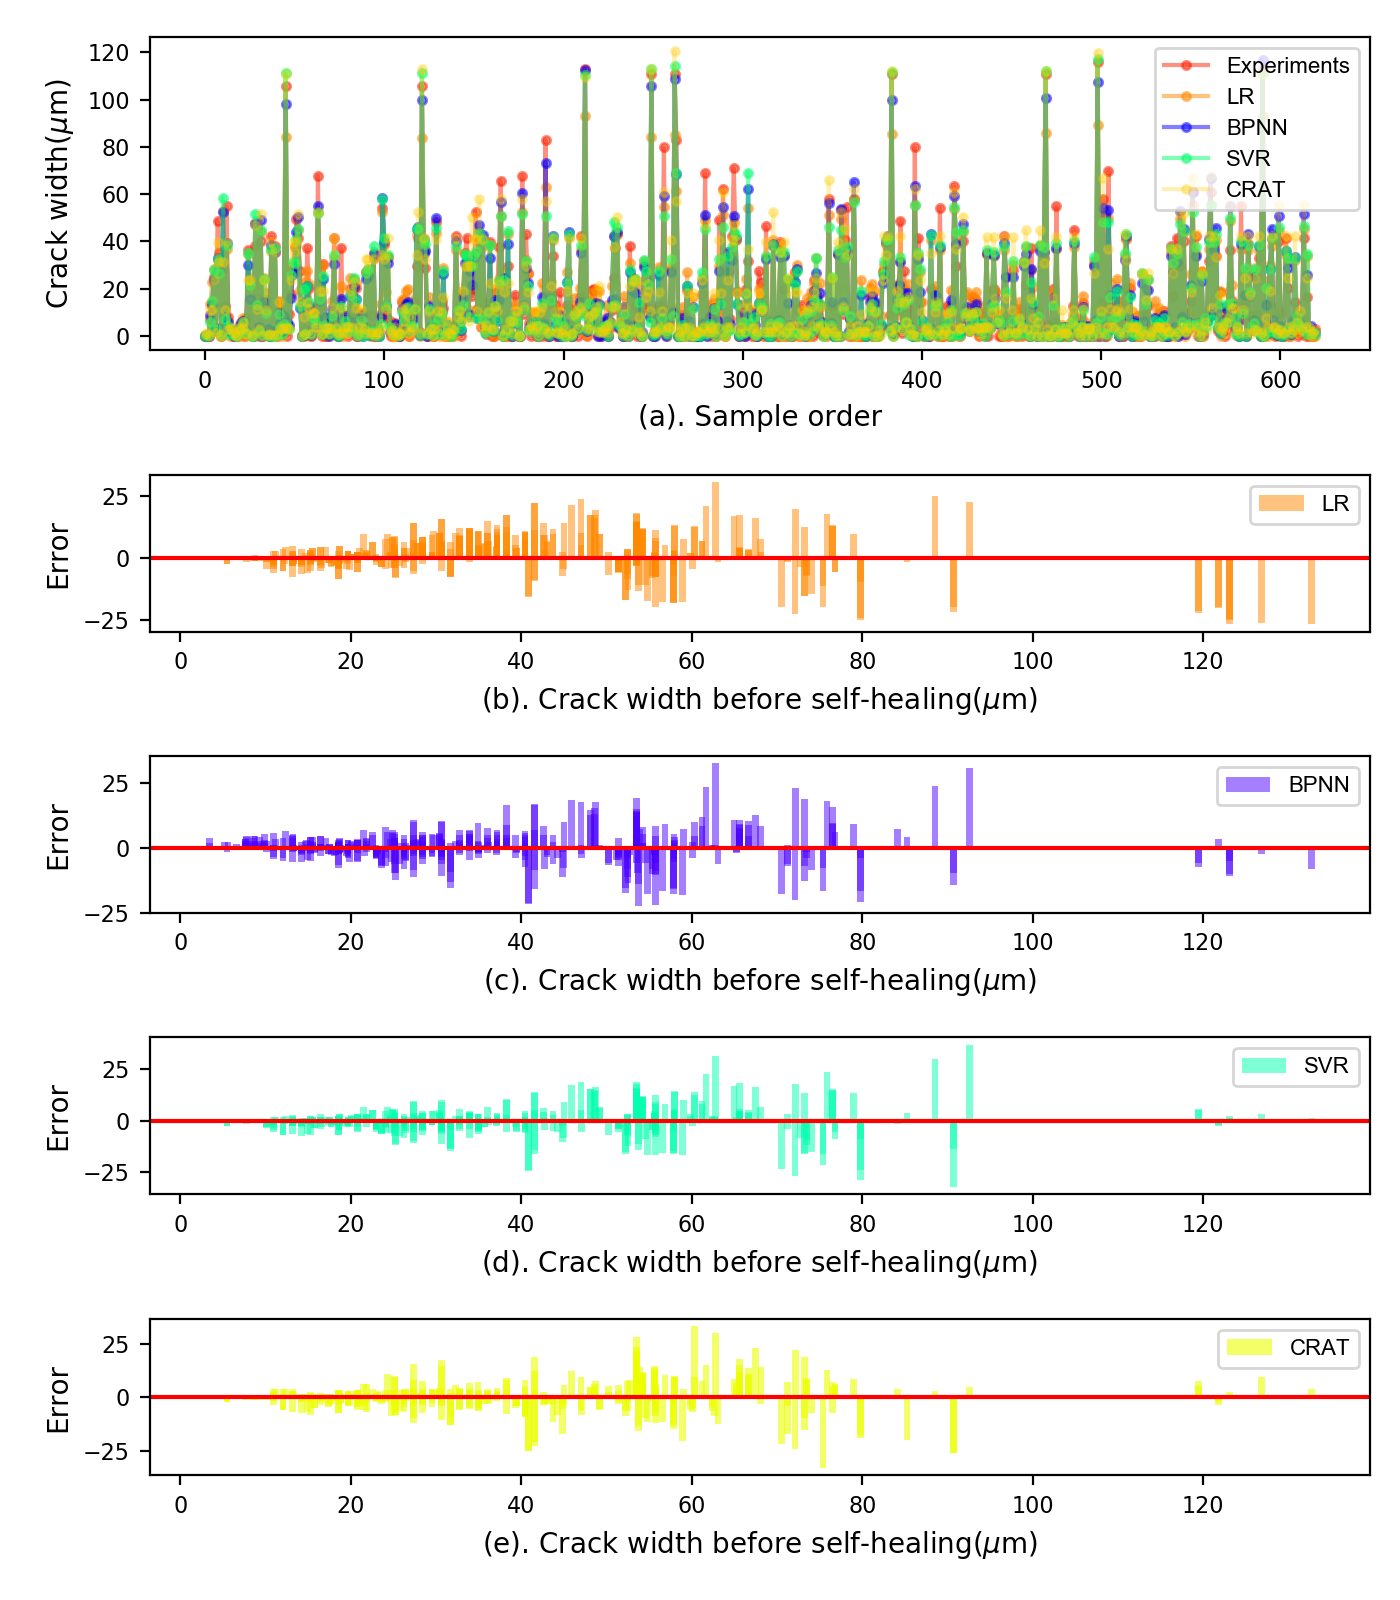 120
100
80
60
40
20
0
Crack width(μm)
Experiments
LR
BPNN
SVR
CRAT
0 100 200 300 400 500 600
(a). Sample order
25
0
−25
Error
LR
0 20 40 60 80 100 120
(b). Crack width before self-healing(μm)
25
0
−25
Error
BPNN
0 20 40 60 80 100 120
(c). Crack width before self-healing(μm)
25
0
−25
Error
SVR
0 20 40 60 80 100 120
(d). Crack width before self-healing(μm)
25
0
−25
Error
CRAT
0 20 40 60 80 100 120
(e). Crack width before self-healing(μm)